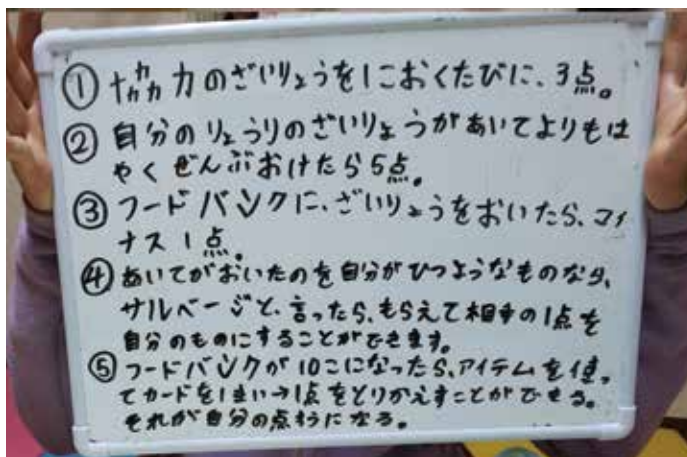 ①協力のざいりょうを1におくたびに、3点。
②自分のりょうりのざいりょうがあいてよりもは
やくぜんぶおけたら5点。
③フードバンクに、ざいりょうをおいたら、マイ
ナス1点。
④あいてがおいたのを自分がひつようなものなら、
サルベージと、言ったら、もらえて相手の1点を
自分のものにすることができます。
⑤フードバンクが10こになったら、アイテムを使っ
てカードを1まい→1点をとりかえすことができる。
それが自分の点すうになる。